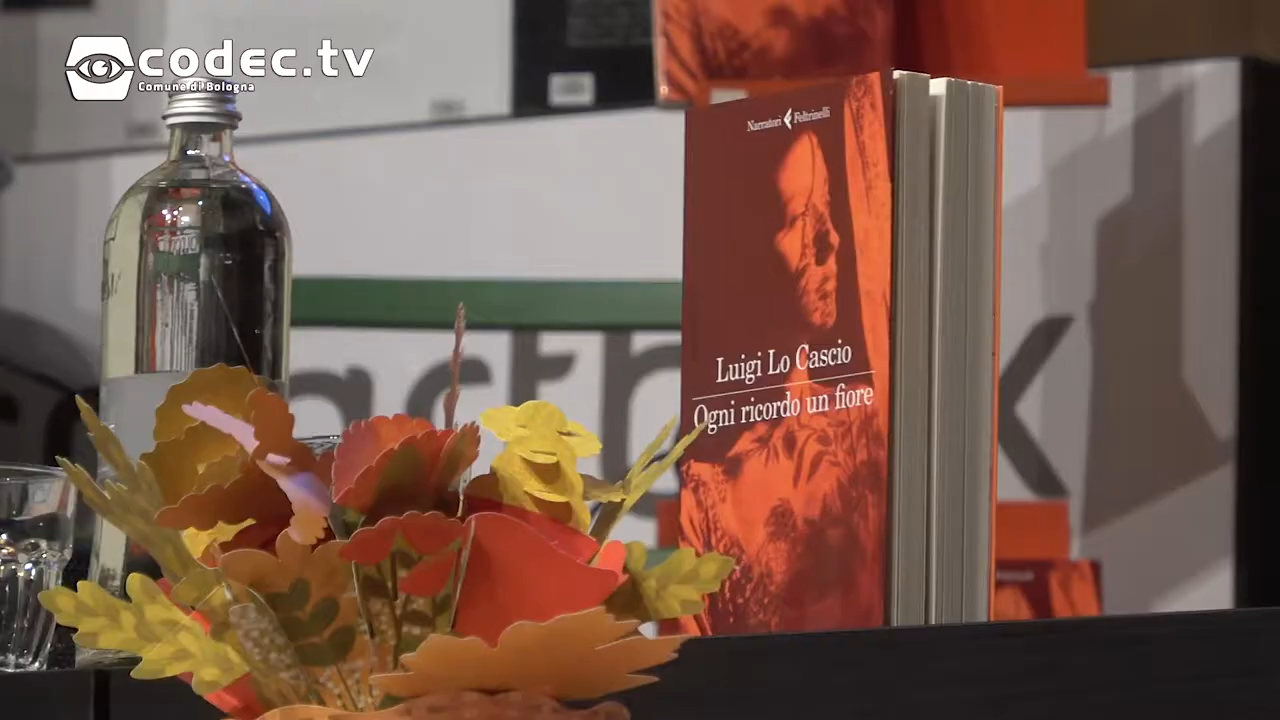 codec.tv
Comune di Bologna
Narratori Feltrinelli
Luigi Lo Cascio
Ogni ricordo un fiore